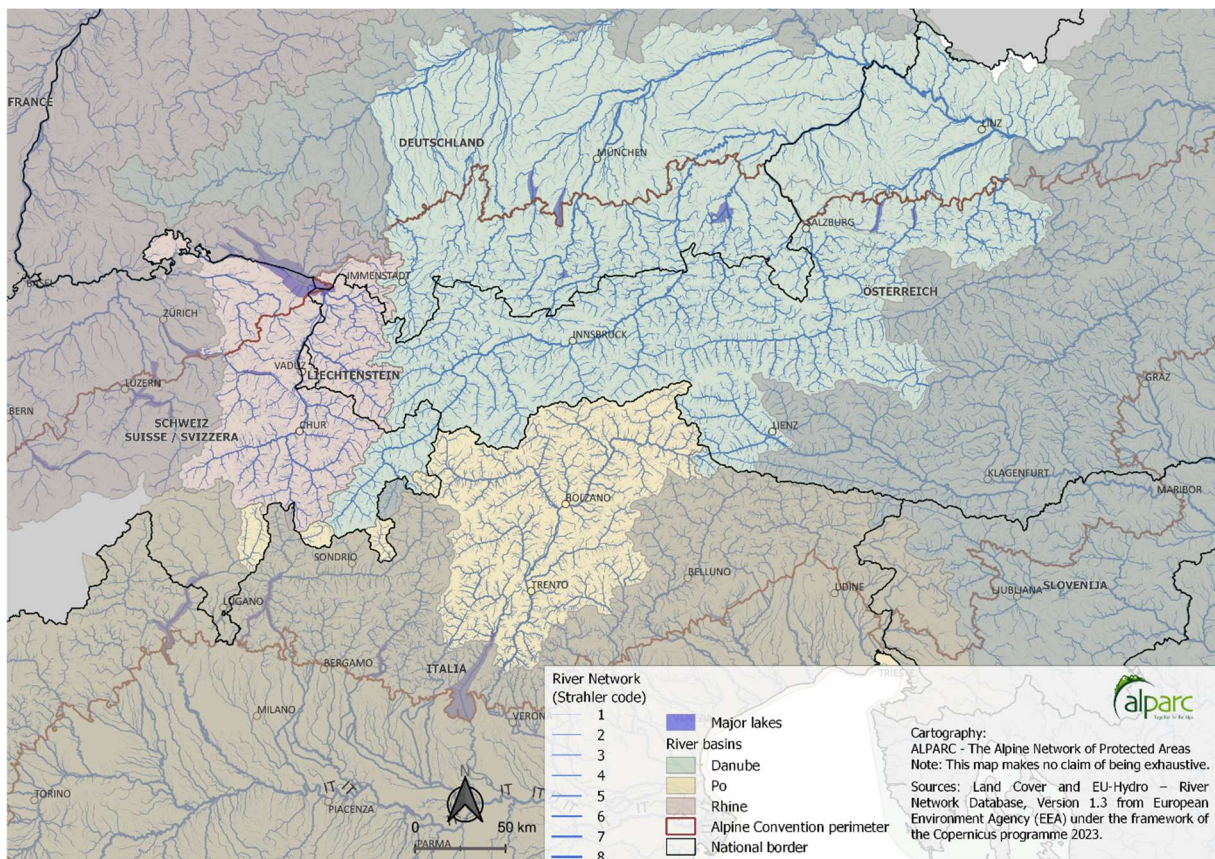 FRANCE
DEUTSCHLAND
MÜNCHEN
LINZ
SALZBURG
IMMENSTADT
BASEL
ZÜRICH
ÖSTERREICH
INNSBRUCK
VADUZ
LIECHTENSTEIN
LUZERN
GRAZ
BERN
SCHWEIZ
SUISSE / SVIZZERA
CHUR
LIENZ
KLAGENFURT
MARIBOR
BOLZANO
SONDRIO
BELLUNO
TRENTO
UDINE
LJUBLJANA
SLOVENIJA
LUGANO
BERGAMO
ITALIA
TRIESTE
MILANO
VERONA
TORINO
IT IT
PIACENZA
PARMA
N
0 50 km
River Network
(Strahler code)
1
2
3
4
5
6
7
8
Major lakes
River basins
Danube
Po
Rhine
Alpine Convention perimeter
National border
alparc
Together for the Alps
Cartography:
ALPARC - The Alpine Network of Protected Areas
Note: This map makes no claim of being exhaustive.
Sources: Land Cover and EU-Hydro – River
Network Database, Version 1.3 from European
Environment Agency (EEA) under the framework of
the Copernicus programme 2023.